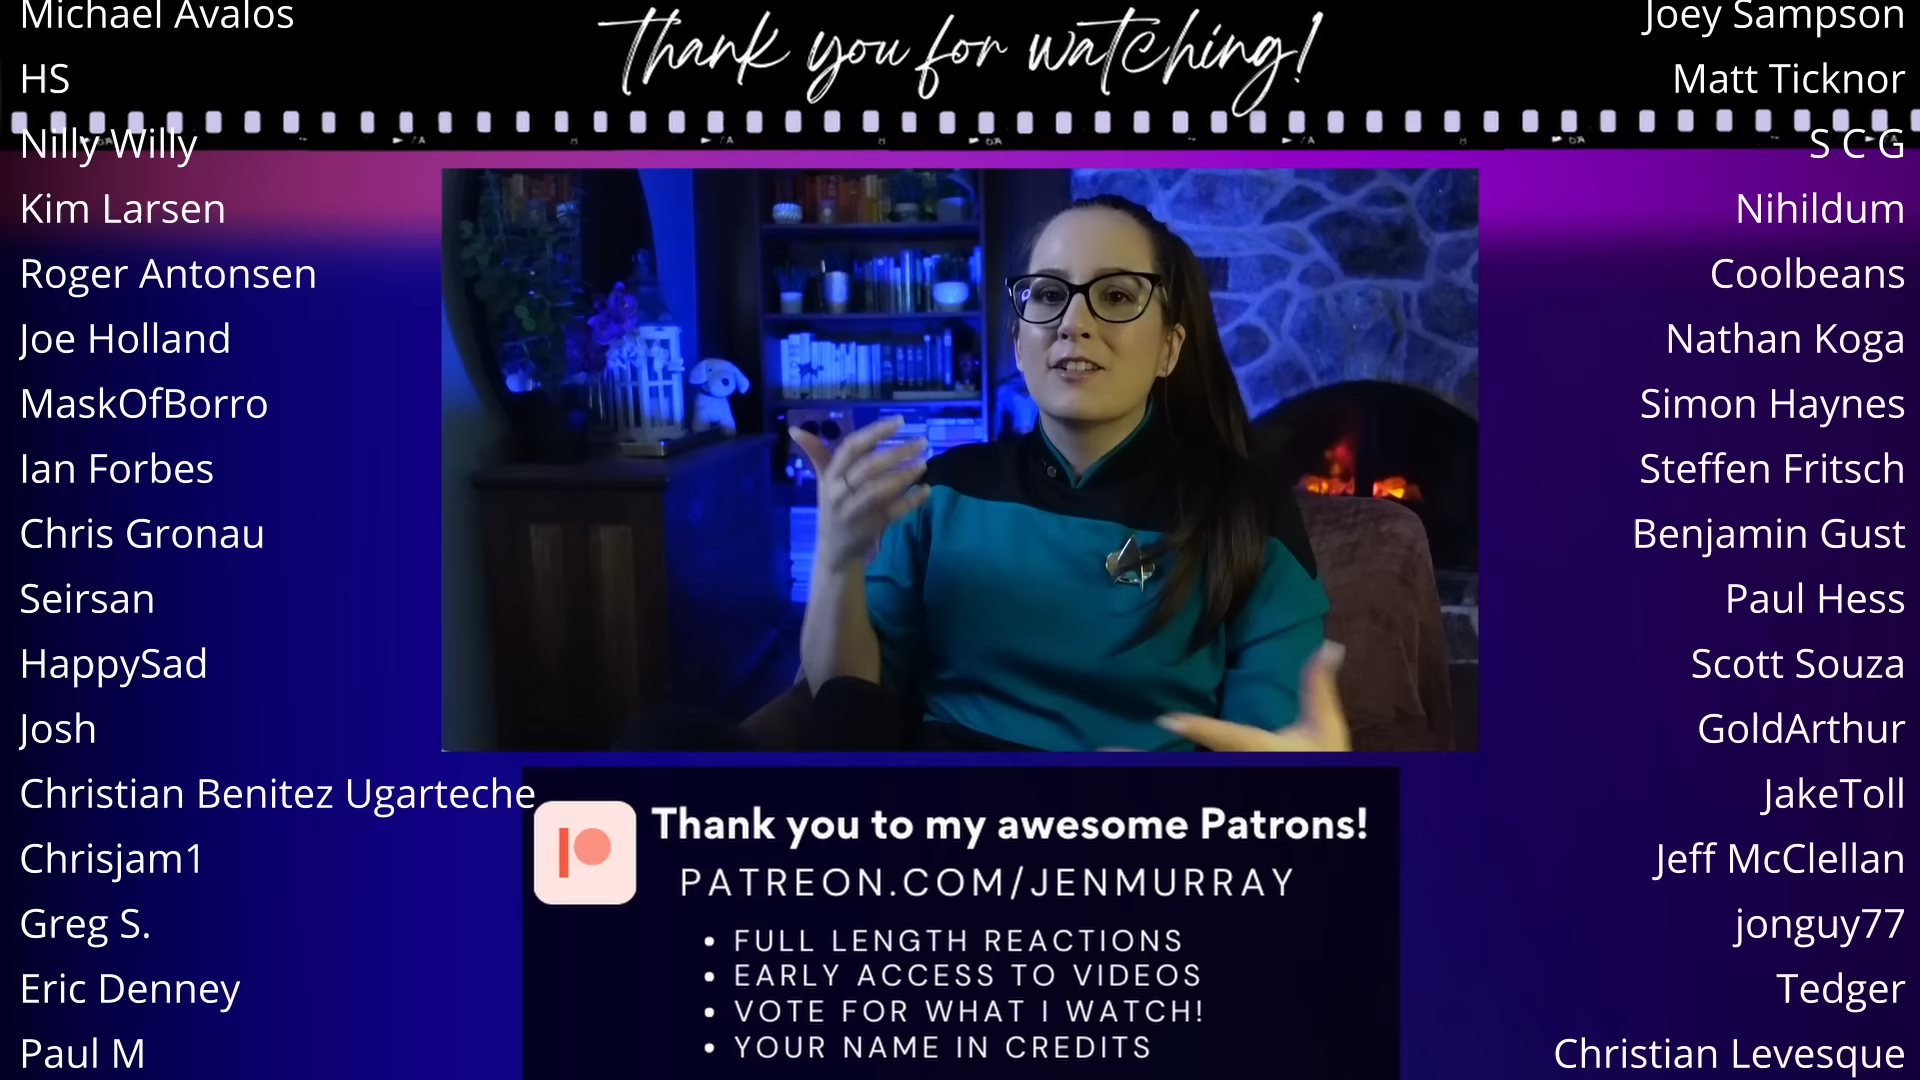 Thank you for watching!
Michael Avalos
HS
Nilly Willy
Kim Larsen
Roger Antonsen
Joe Holland
MaskOfBorro
Ian Forbes
Chris Gronau
Seirsan
HappySad
Josh
Christian Benitez Ugarteche
Chrisjam1
Greg S.
Eric Denney
Paul M
Joey Sampson
Matt Ticknor
S C G
Nihildum
Coolbeans
Nathan Koga
Simon Haynes
Steffen Fritsch
Benjamin Gust
Paul Hess
Scott Souza
GoldArthur
JakeToll
Jeff McClellan
jonguy77
Tedger
Christian Levesque
Thank you to my awesome Patrons!
PATREON.COM/JENMURRAY
• FULL LENGTH REACTIONS
• EARLY ACCESS TO VIDEOS
• VOTE FOR WHAT I WATCH!
• YOUR NAME IN CREDITS